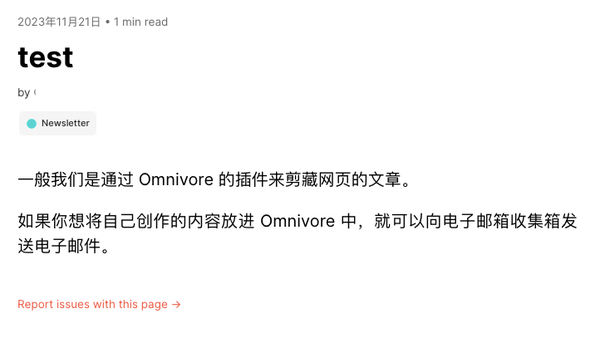 2023年11月21日 • 1 min read
test
by
Newsletter
一般我们是通过 Omnivore 的插件来剪藏网页的文章。
如果你想将自己创作的内容放进 Omnivore 中，就可以向电子邮箱收集箱发
送电子邮件。
Report issues with this page →